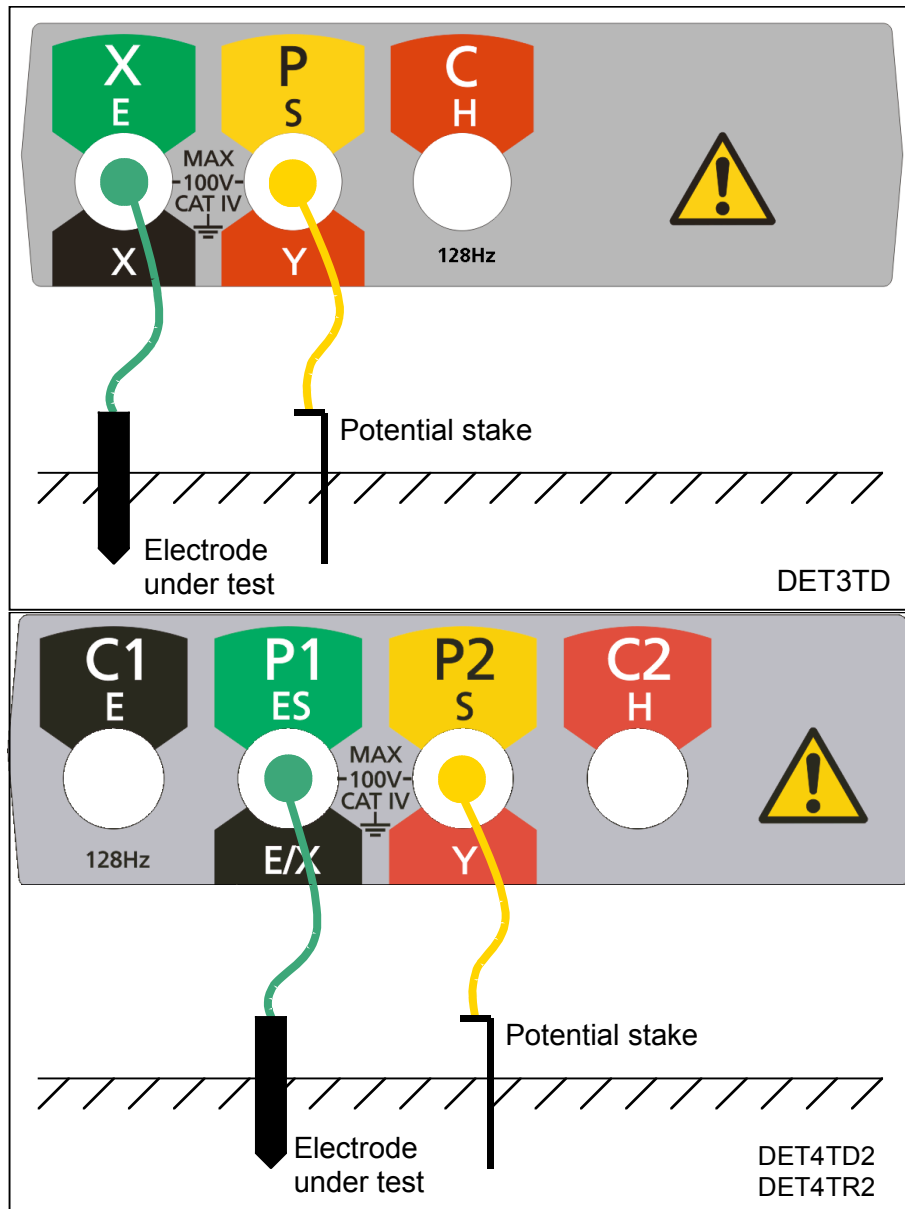 X P C
E S H
MAX
100V
CAT IV
X Y 128Hz
Potential stake
Electrode
under test
DET3TD
C1 P1 P2 C2
E ES S H
MAX
100V
CAT IV
128Hz E/X Y
Potential stake
Electrode
under test
DET4TD2
DET4TR2